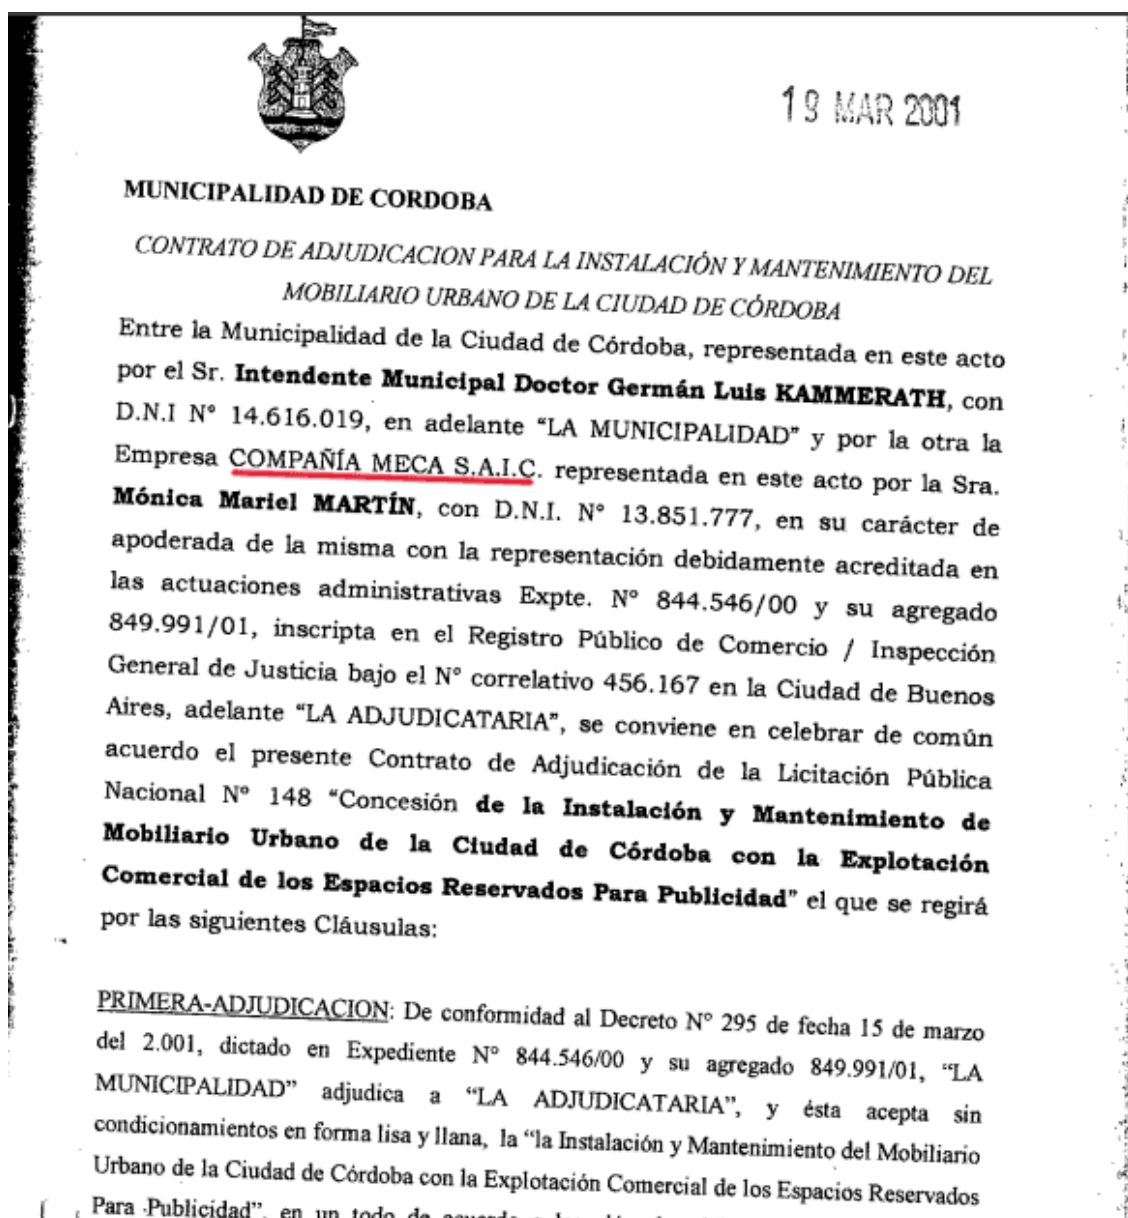 19 MAR 2001
MUNICIPALIDAD DE CORDOBA
CONTRATO DE ADJUDICACION PARA LA INSTALACIÓN Y MANTENIMIENTO DEL
MOBILIARIO URBANO DE LA CIUDAD DE CÓRDOBA
Entre la Municipalidad de la Ciudad de Córdoba, representada en este acto
por el Sr. Intendente Municipal Doctor Germán Luis KAMMERATH, con
D.N.I Nº 14.616.019, en adelante “LA MUNICIPALIDAD” y por la otra la
Empresa COMPAÑÍA MECA S.A.I.C. representada en este acto por la Sra.
Mónica Mariel MARTÍN, con D.N.I. Nº 13.851.777, en su carácter de
apoderada de la misma con la representación debidamente acreditada en
las actuaciones administrativas Expte. Nº 844.546/00 y su agregado
849.991/01, inscripta en el Registro Público de Comercio / Inspección
General de Justicia bajo el Nº correlativo 456.167 en la Ciudad de Buenos
Aires, adelante “LA ADJUDICATARIA”, se conviene en celebrar de común
acuerdo el presente Contrato de Adjudicación de la Licitación Pública
Nacional Nº 148 “Concesión de la Instalación y Mantenimiento de
Mobiliario Urbano de la Ciudad de Córdoba con la Explotación
Comercial de los Espacios Reservados Para Publicidad” el que se regirá
por las siguientes Cláusulas:
PRIMERA-ADJUDICACION: De conformidad al Decreto Nº 295 de fecha 15 de marzo
del 2.001, dictado en Expediente Nº 844.546/00 y su agregado 849.991/01, “LA
MUNICIPALIDAD” adjudica a “LA ADJUDICATARIA”, y ésta acepta sin
condicionamientos en forma lisa y llana, la “la Instalación y Mantenimiento del Mobiliario
Urbano de la Ciudad de Córdoba con la Explotación Comercial de los Espacios Reservados
Para Publicidad”, en un todo de acuerdo a